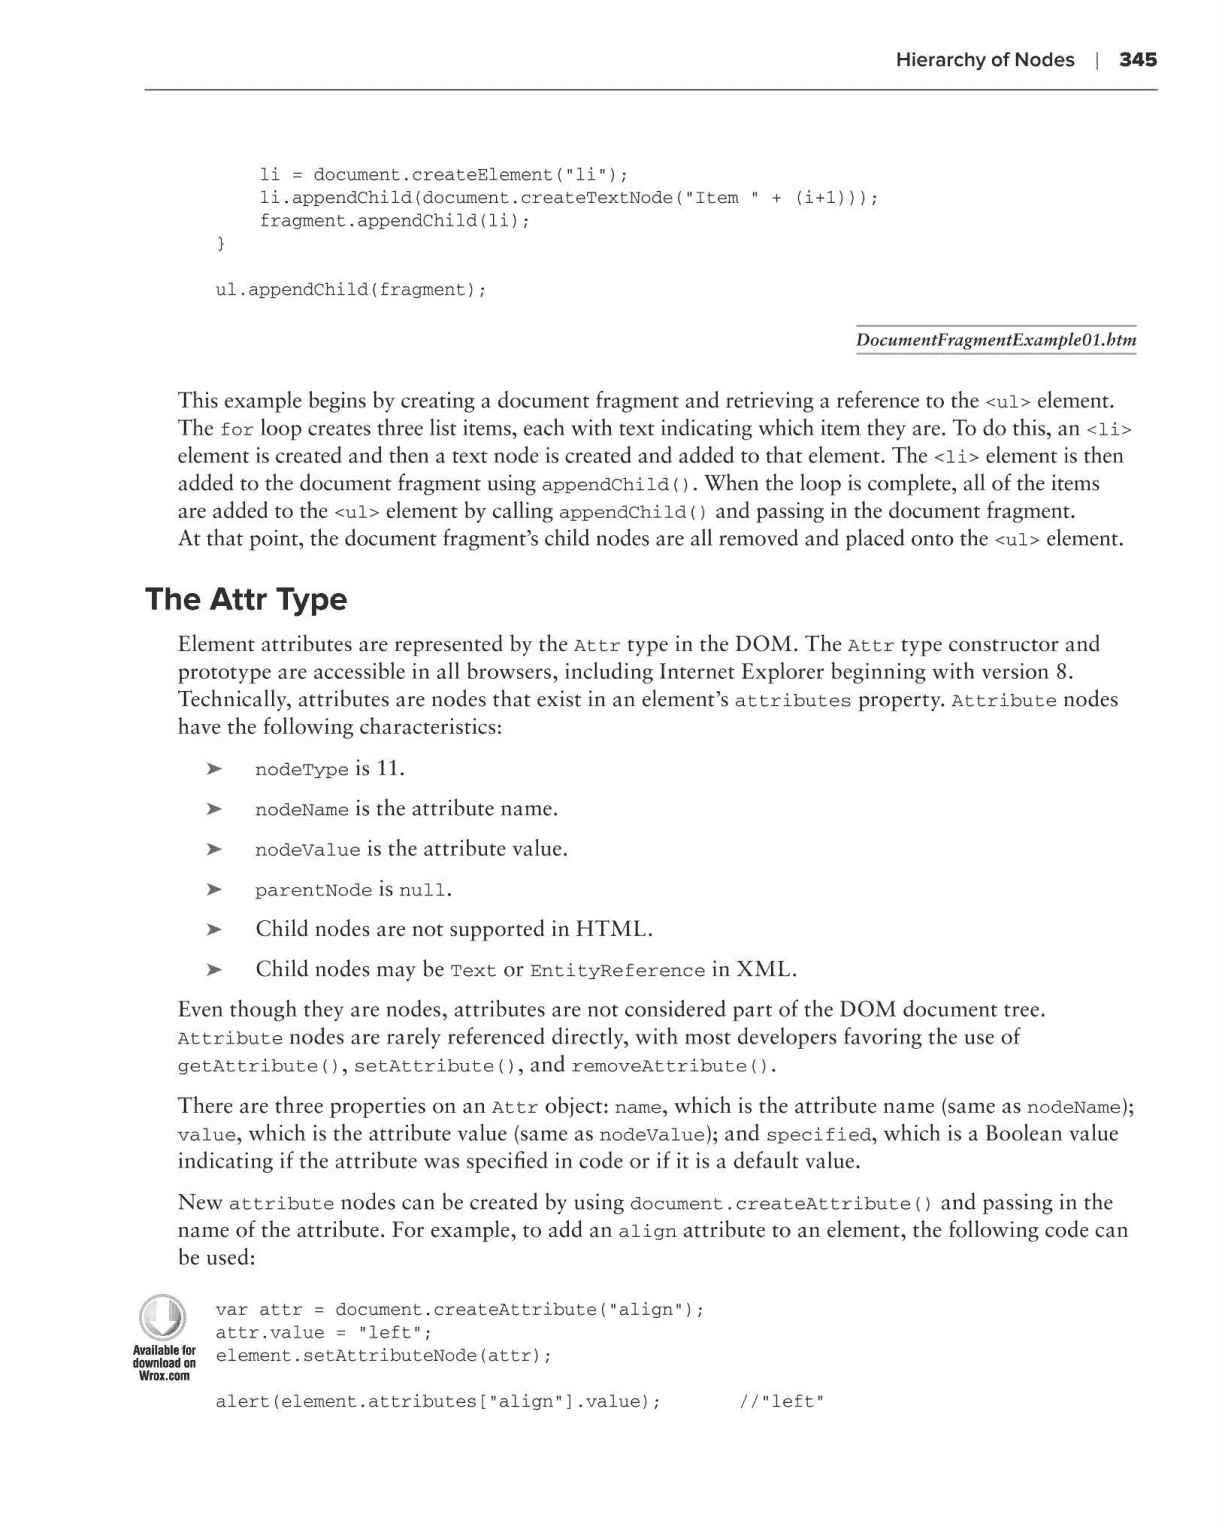 Hierarchy of Nodes | 345
li = document.createElement("li");
li.appendChild(document.createTextNode("Item " + (i+1)));
fragment.appendChild(li);
}
ul.appendChild(fragment);
DocumentFragmentExample01.htm
This example begins by creating a document fragment and retrieving a reference to the <ul> element.
The for loop creates three list items, each with text indicating which item they are. To do this, an <li>
element is created and then a text node is created and added to that element. The <li> element is then
added to the document fragment using appendChild(). When the loop is complete, all of the items
are added to the <ul> element by calling appendChild() and passing in the document fragment.
At that point, the document fragment's child nodes are all removed and placed onto the <ul> element.
The Attr Type
Element attributes are represented by the Attr type in the DOM. The Attr type constructor and
prototype are accessible in all browsers, including Internet Explorer beginning with version 8.
Technically, attributes are nodes that exist in an element's attributes property. Attribute nodes
have the following characteristics:
➤ nodeType is 11.
➤ nodeName is the attribute name.
➤ nodeValue is the attribute value.
➤ parentNode is null.
➤ Child nodes are not supported in HTML.
➤ Child nodes may be Text or EntityReference in XML.
Even though they are nodes, attributes are not considered part of the DOM document tree.
Attribute nodes are rarely referenced directly, with most developers favoring the use of
getAttribute(), setAttribute(), and removeAttribute().
There are three properties on an Attr object: name, which is the attribute name (same as nodeName);
value, which is the attribute value (same as nodeValue); and specified, which is a Boolean value
indicating if the attribute was specified in code or if it is a default value.
New attribute nodes can be created by using document.createAttribute() and passing in the
name of the attribute. For example, to add an align attribute to an element, the following code can
be used:
var attr = document.createAttribute("align");
attr.value = "left";
element.setAttributeNode(attr);
Available for
download on
Wrox.com
alert(element.attributes["align"].value); //"left"